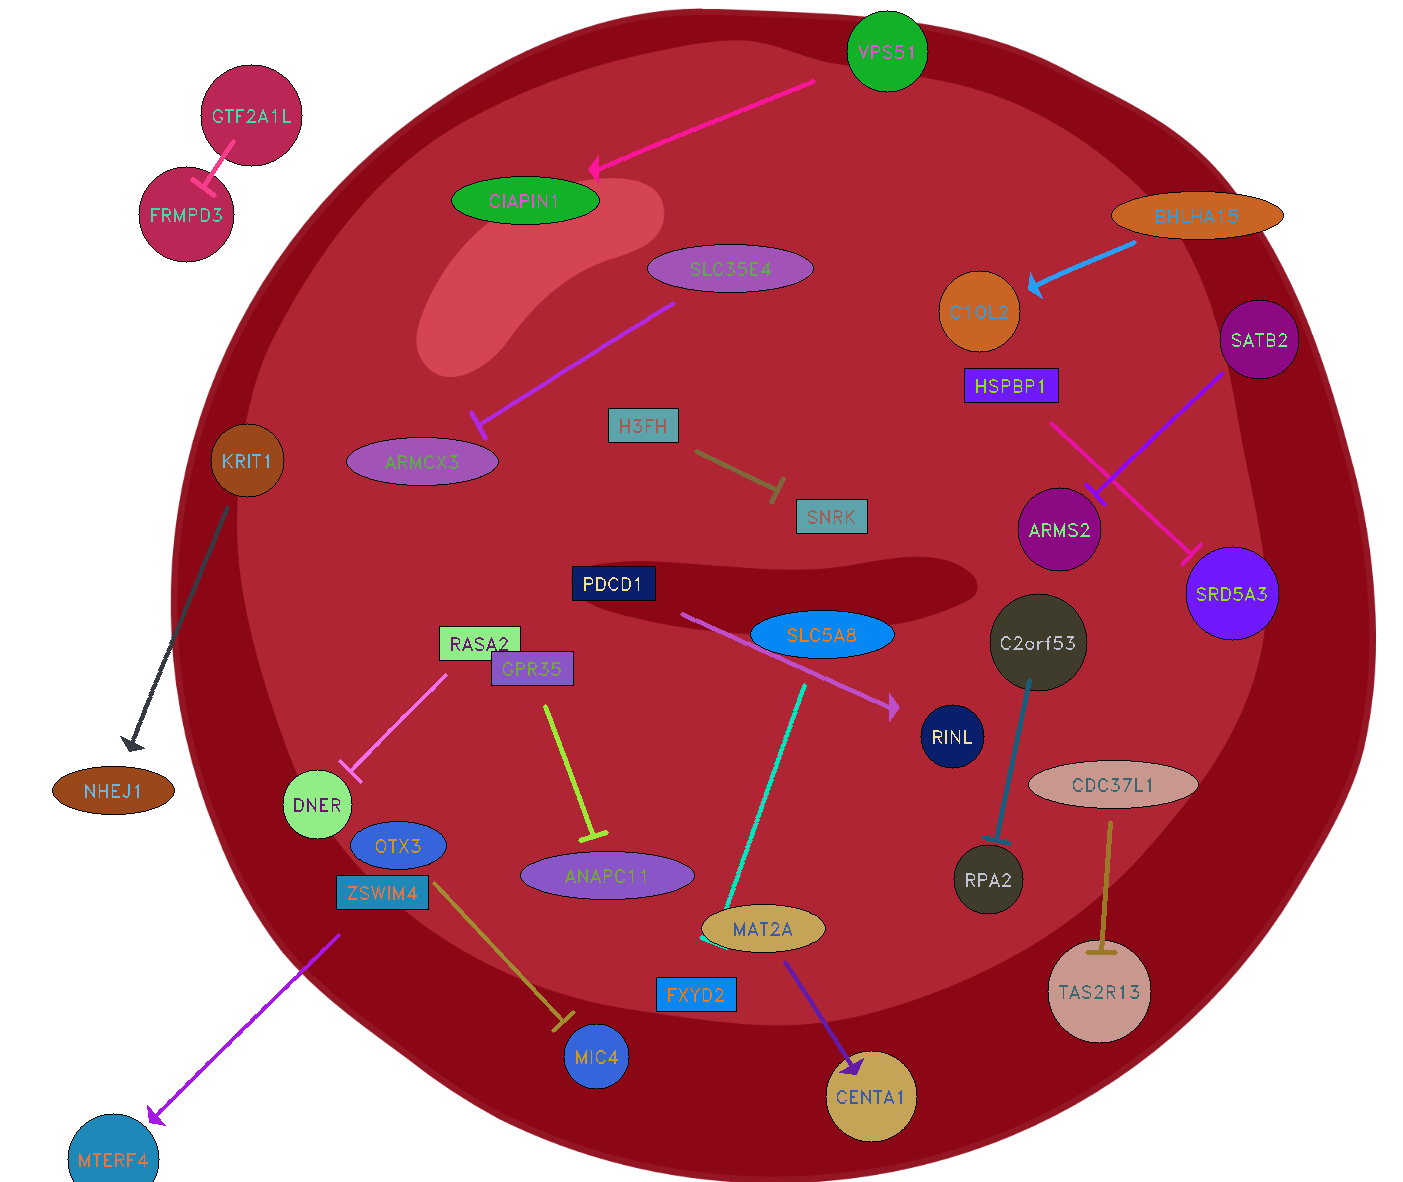 VPS51
GTF2A1L
CIAPIN1
FRMPD3
BHLHA15
SLC35E4
C1QL2
SATB2
HSPBP1
H3FH
KRIT1
ARMCX3
SNRK
ARMS2
PDCD1
SRD5A3
SLC5A8
RASA2
C2orf53
GPR35
RINL
CDC37L1
NHEJ1
DNER
OTX3
ANAPC11
RPA2
ZSWIM4
MAT2A
FXYD2
TAS2R13
MIC4
CENTA1
MTERF4